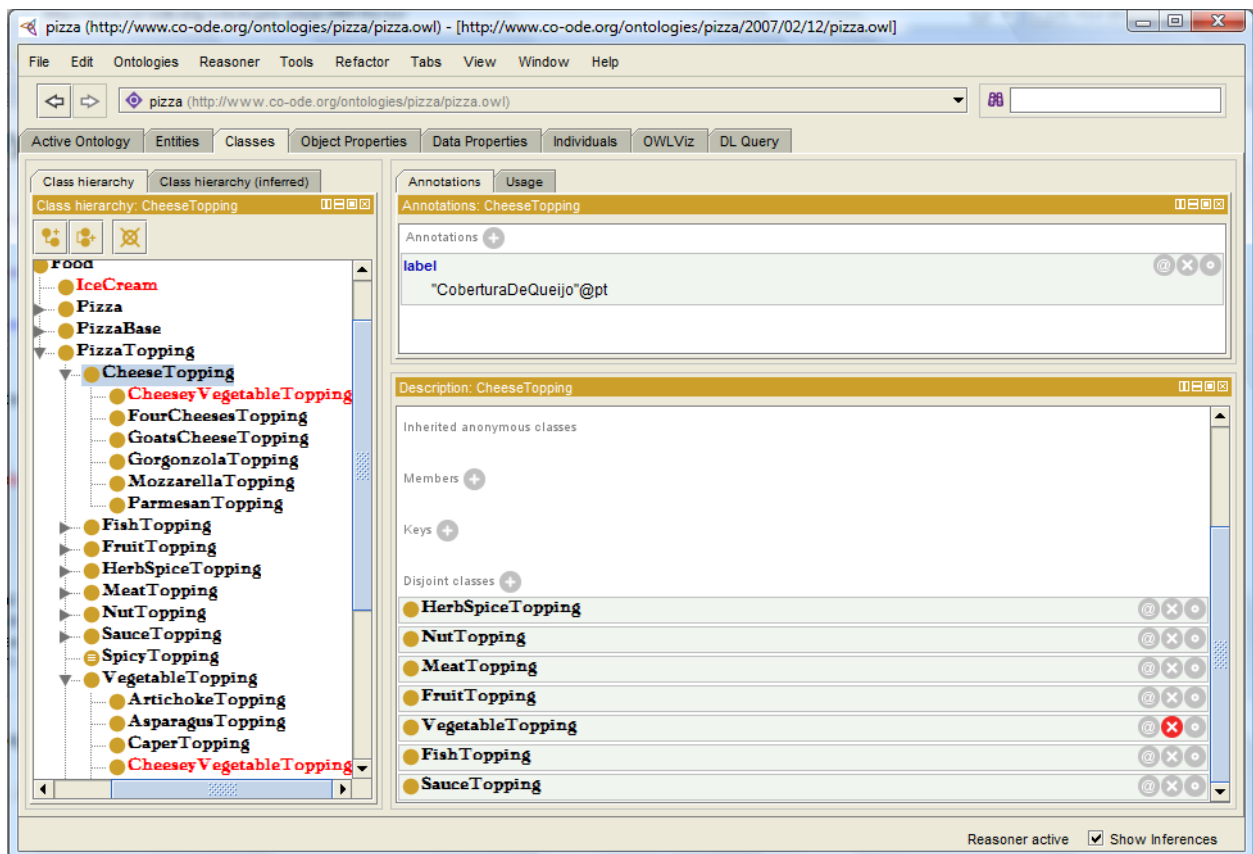 pizza (http://www.co-ode.org/ontologies/pizza/pizza.owl) - [http://www.co-ode.org/ontologies/pizza/2007/02/12/pizza.owl]
File Edit Ontologies Reasoner Tools Refactor Tabs View Window Help
pizza (http://www.co-ode.org/ontologies/pizza/pizza.owl)
Active Ontology Entities Classes Object Properties Data Properties Individuals OWLViz DL Query
Class hierarchy Class hierarchy (inferred)
Class hierarchy: CheeseTopping
Food
IceCream
Pizza
PizzaBase
PizzaTopping
CheeseTopping
CheeseyVegetableTopping
FourCheesesTopping
GoatsCheeseTopping
GorgonzolaTopping
MozzarellaTopping
ParmesanTopping
FishTopping
FruitTopping
HerbSpiceTopping
MeatTopping
NutTopping
SauceTopping
SpicyTopping
VegetableTopping
ArtichokeTopping
AsparagusTopping
CaperTopping
CheeseyVegetableTopping
Annotations Usage
Annotations: CheeseTopping
Annotations
label
"CoberturaDeQueijo"@pt
Description: CheeseTopping
Inherited anonymous classes
Members
Keys
Disjoint classes
HerbSpiceTopping
NutTopping
MeatTopping
FruitTopping
VegetableTopping
FishTopping
SauceTopping
Reasoner active Show Inferences